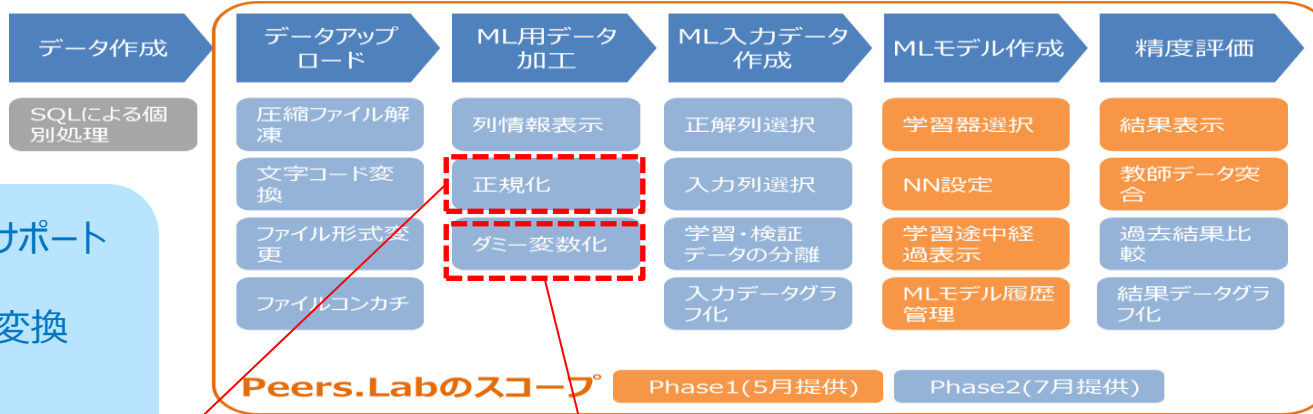 データ作成
データアップ
ロード
ML用データ
加工
ML入力データ
作成
MLモデル作成
精度評価
SQLによる個
別処理
圧縮ファイル解
凍
列情報表示
正解列選択
学習器選択
結果表示
文字コード変
換
正規化
入力列選択
NN設定
教師データ突
合
ファイル形式変
更
ダミー変数化
学習・検証
データの分離
学習途中経
過表示
過去結果比
較
ファイルコンカチ
入力データグラ
フ化
MLモデル履歴
管理
結果データグラ
フ化
サポート
変換
Peers.Labのスコープ
Phase1(5月提供)
Phase2(7月提供)